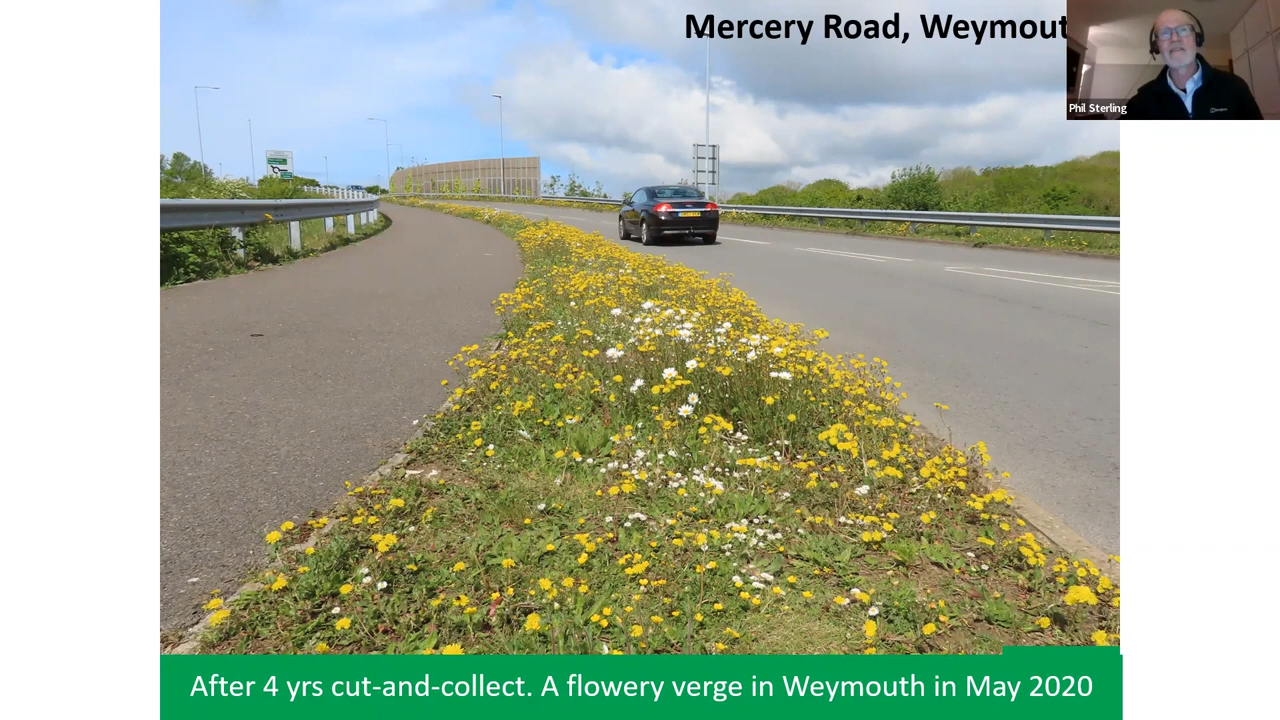 Mercery Road, Weymout
Phil Sterling
After 4 yrs cut-and-collect. A flowery verge in Weymouth in May 2020